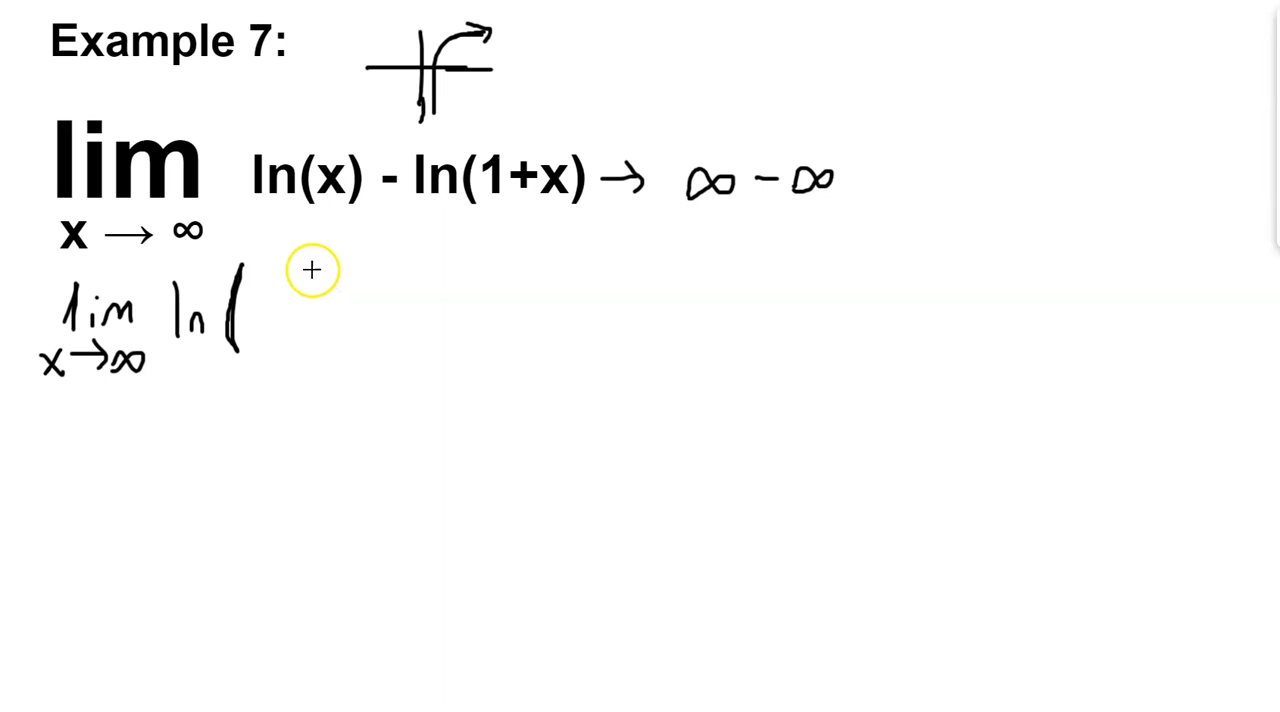 Example 7:
lim ln(x) - ln(1+x) → ∞ - ∞
x → ∞
lim ln(
x→∞